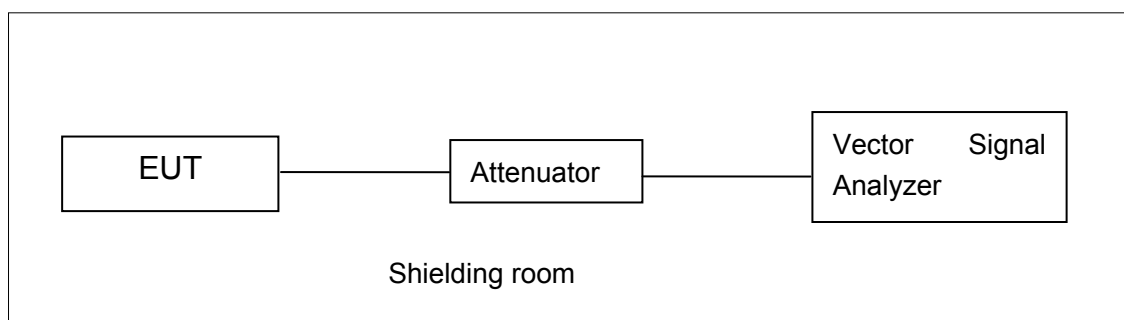 EUT
Attenuator
Vector Signal
Analyzer
Shielding room